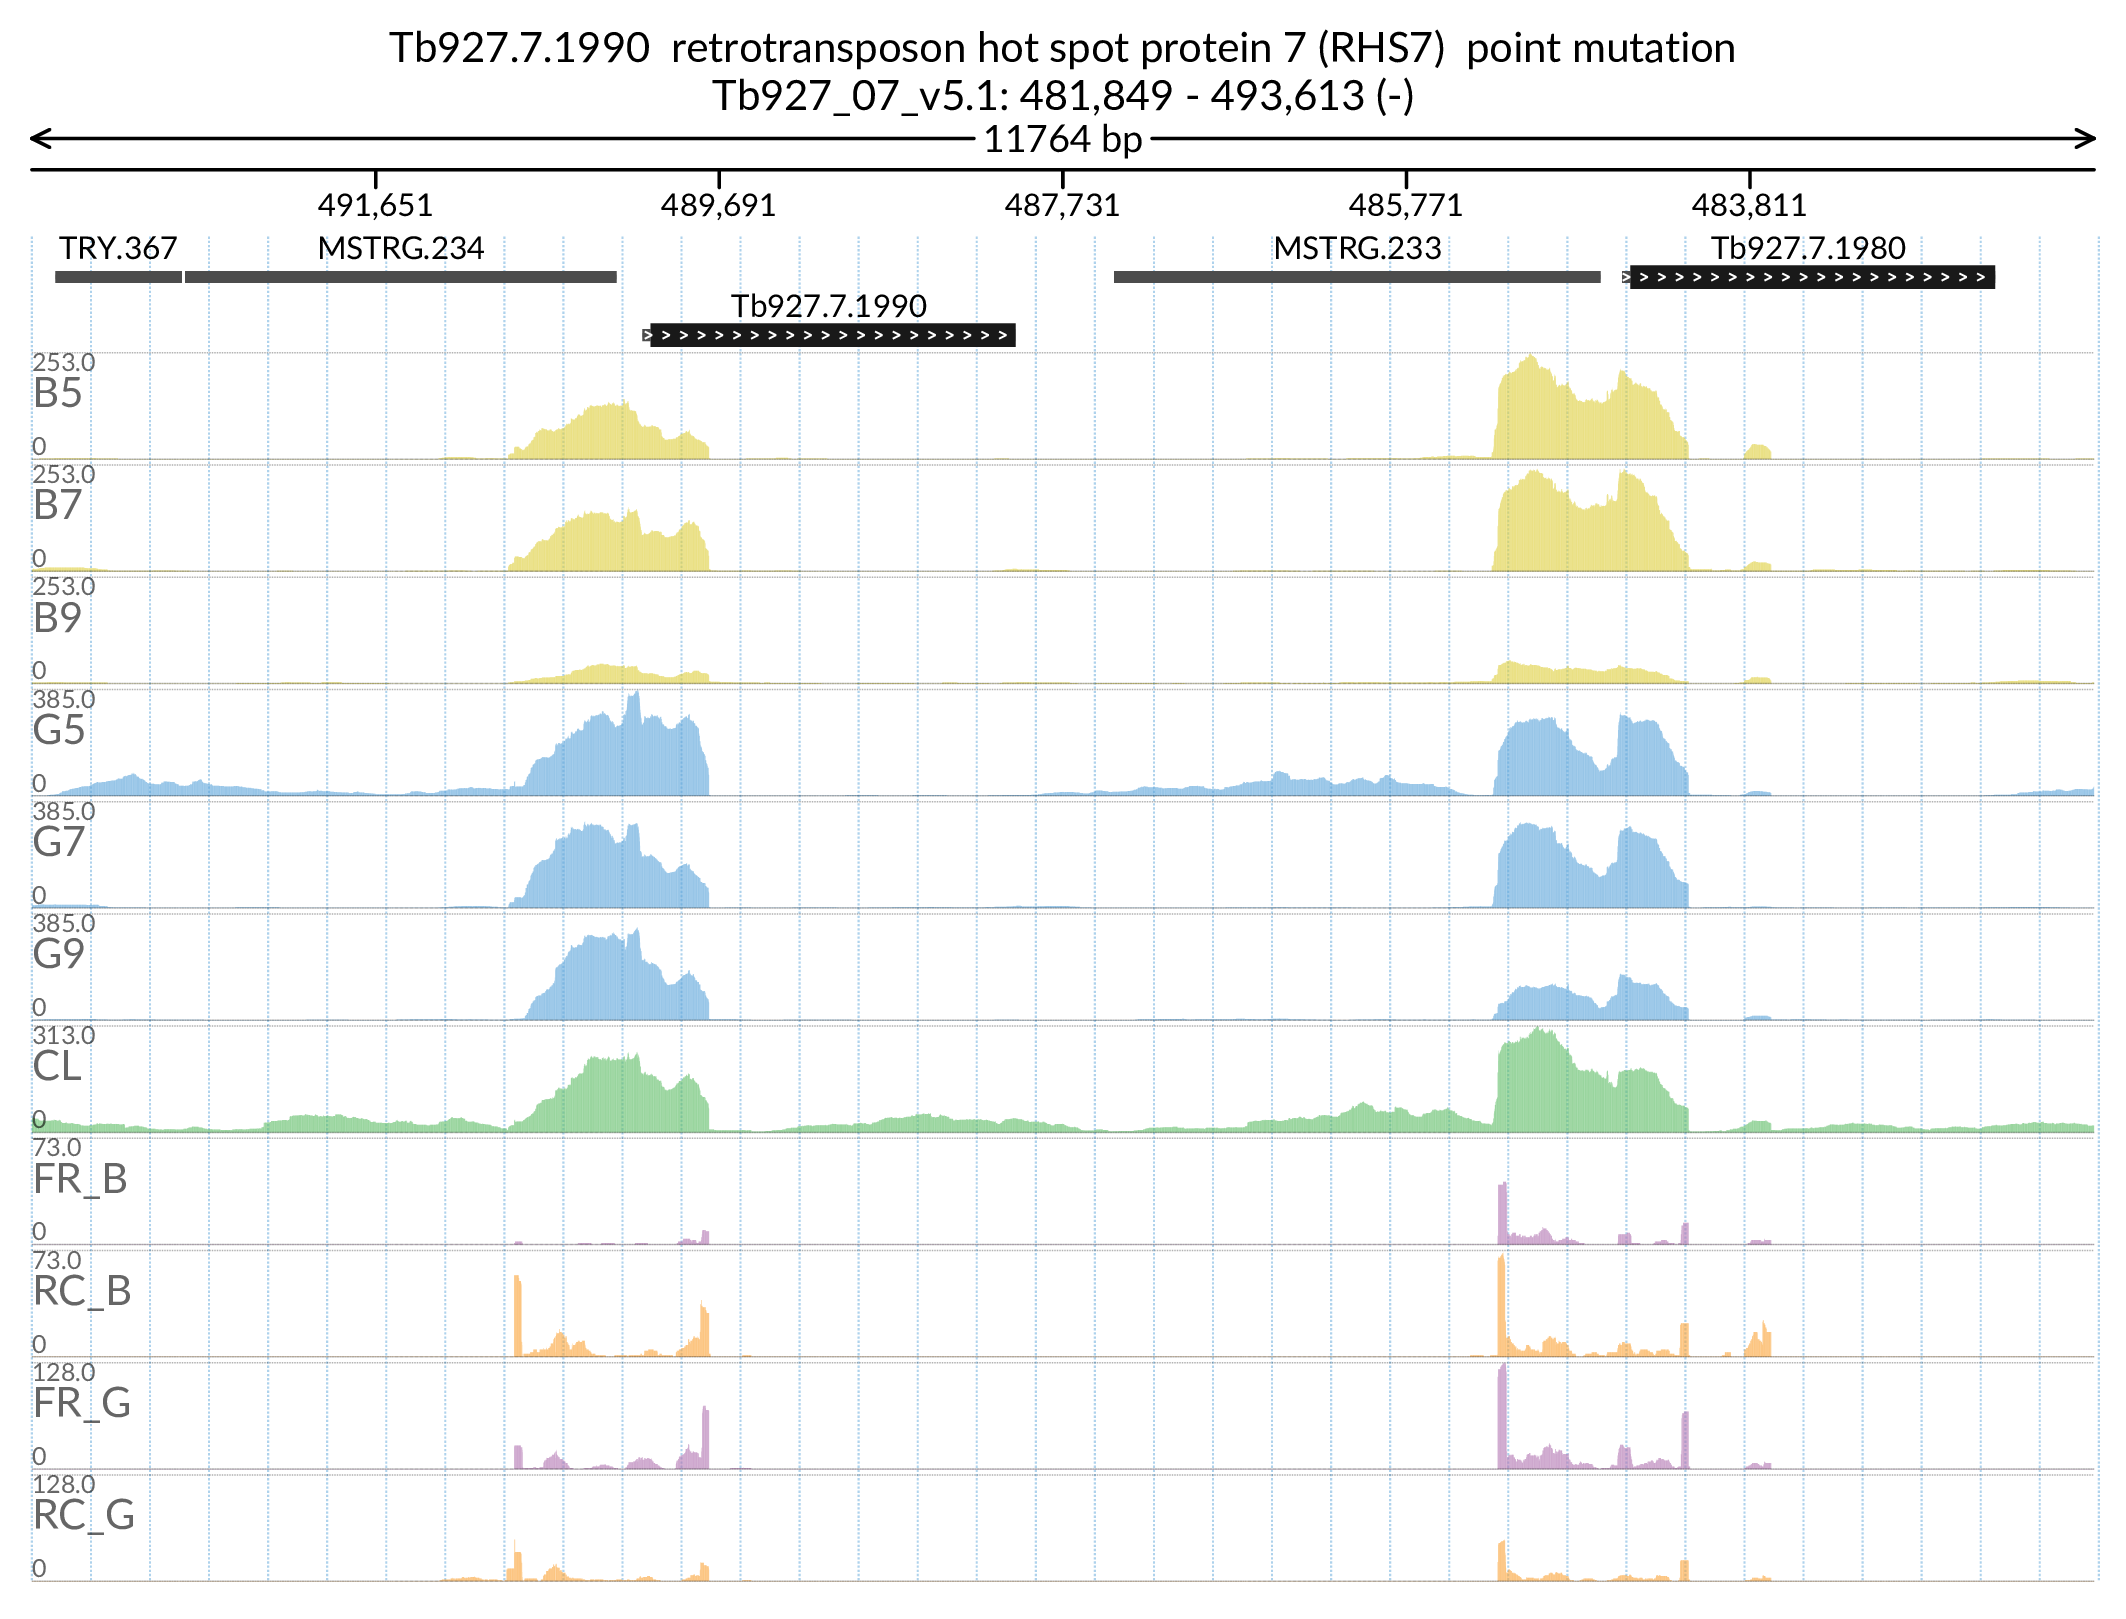 Tb927.7.1990  retrotransposon hot spot protein 7 (RHS7)  point mutation
Tb927_07_v5.1: 481,849 - 493,613 (-)
11764 bp
491,651 489,691 487,731 485,771 483,811
TRY.367 MSTRG.234 MSTRG.233 Tb927.7.1980
Tb927.7.1990
253.0
B5
0
253.0
B7
0
253.0
B9
0
385.0
G5
0
385.0
G7
0
385.0
G9
0
313.0
CL
0
73.0
FR_B
0
73.0
RC_B
0
128.0
FR_G
0
128.0
RC_G
0